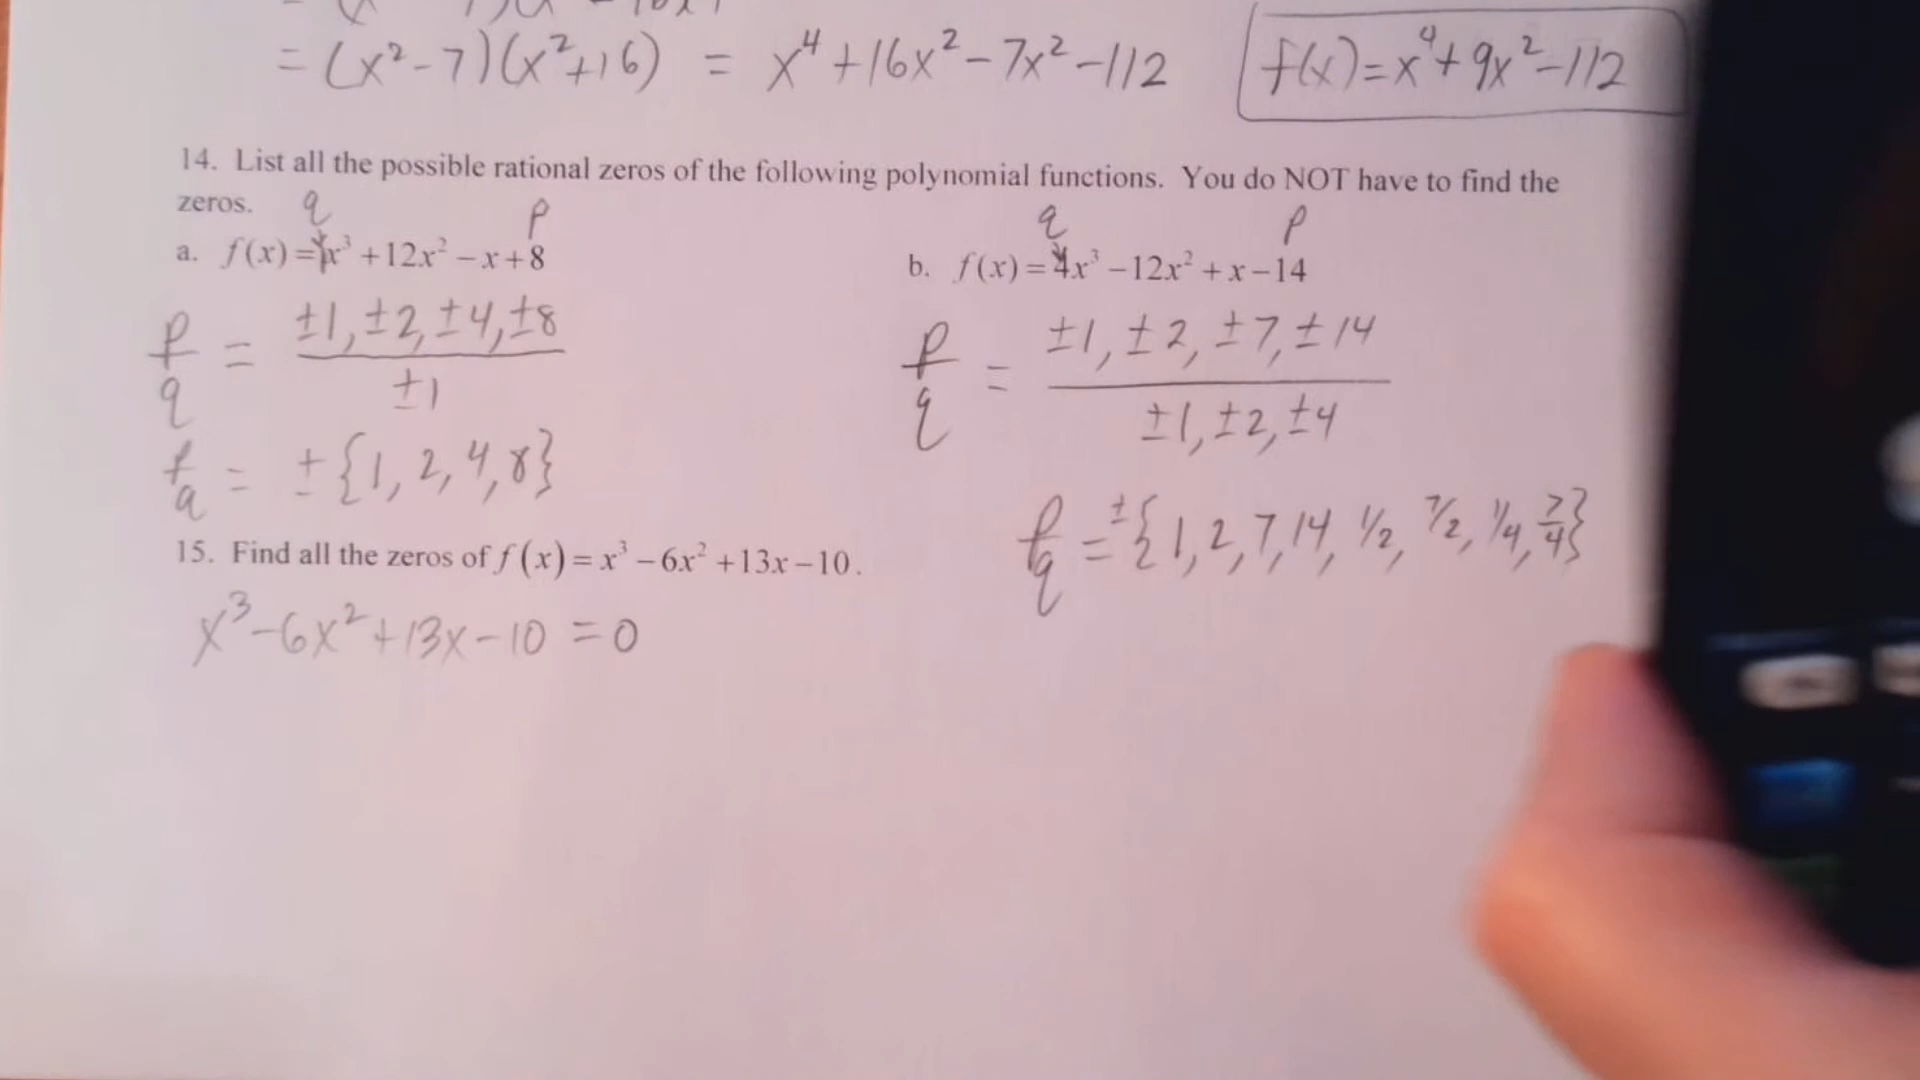 = (x²-7)(x²+16) = x⁴+16x²-7x²-112 f(x)=x⁴+9x²-112
14. List all the possible rational zeros of the following polynomial functions. You do NOT have to find the
zeros.
q p q p
a. f(x)=1x³+12x²-x+8 b. f(x)=4x³-12x²+x-14
p/q = ±1,±2,±4,±8 / ±1
p/q = ±1,±2,±7,±14 / ±1,±2,±4
p/q = ±{1,2,4,8}
p/q = ±{1,2,7,14,1/2,7/2,1/4,7/4}
15. Find all the zeros of f(x)=x³-6x²+13x-10.
x³-6x²+13x-10=0